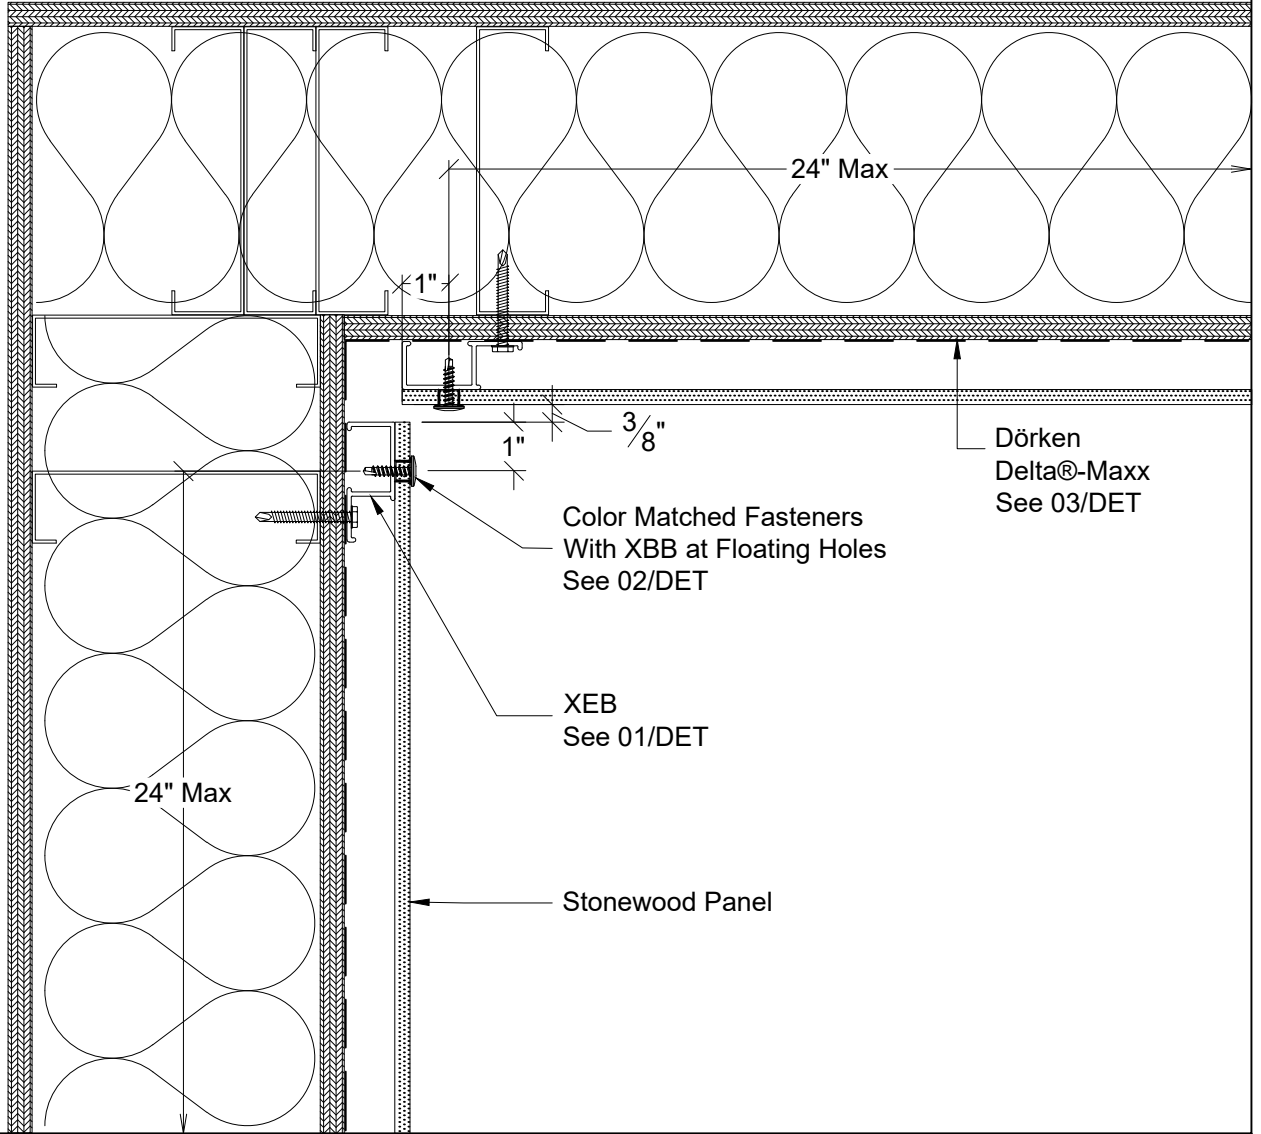 24" Max
1"
3/8"
1"
Dörken
Delta®-Maxx
See 03/DET
Color Matched Fasteners
With XBB at Floating Holes
See 02/DET
XEB
See 01/DET
24" Max
Stonewood Panel